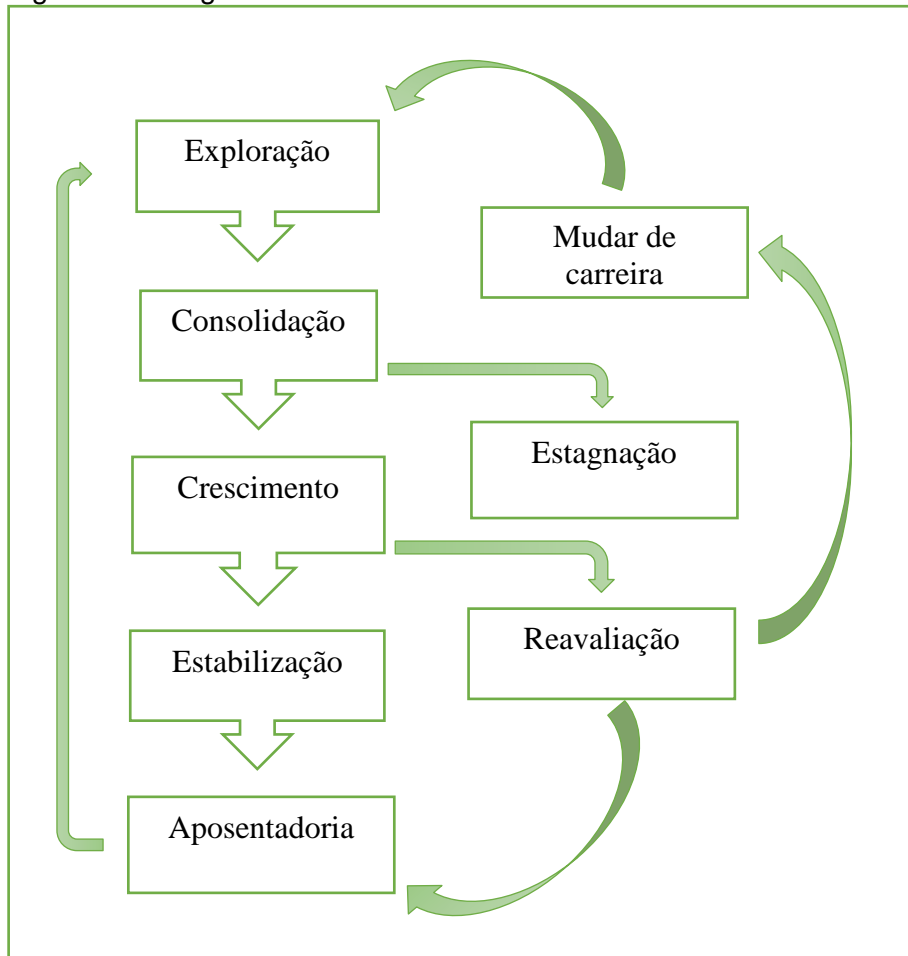 Exploração
Mudar de
carreira
Consolidação
Estagnação
Crescimento
Reavaliação
Estabilização
Aposentadoria